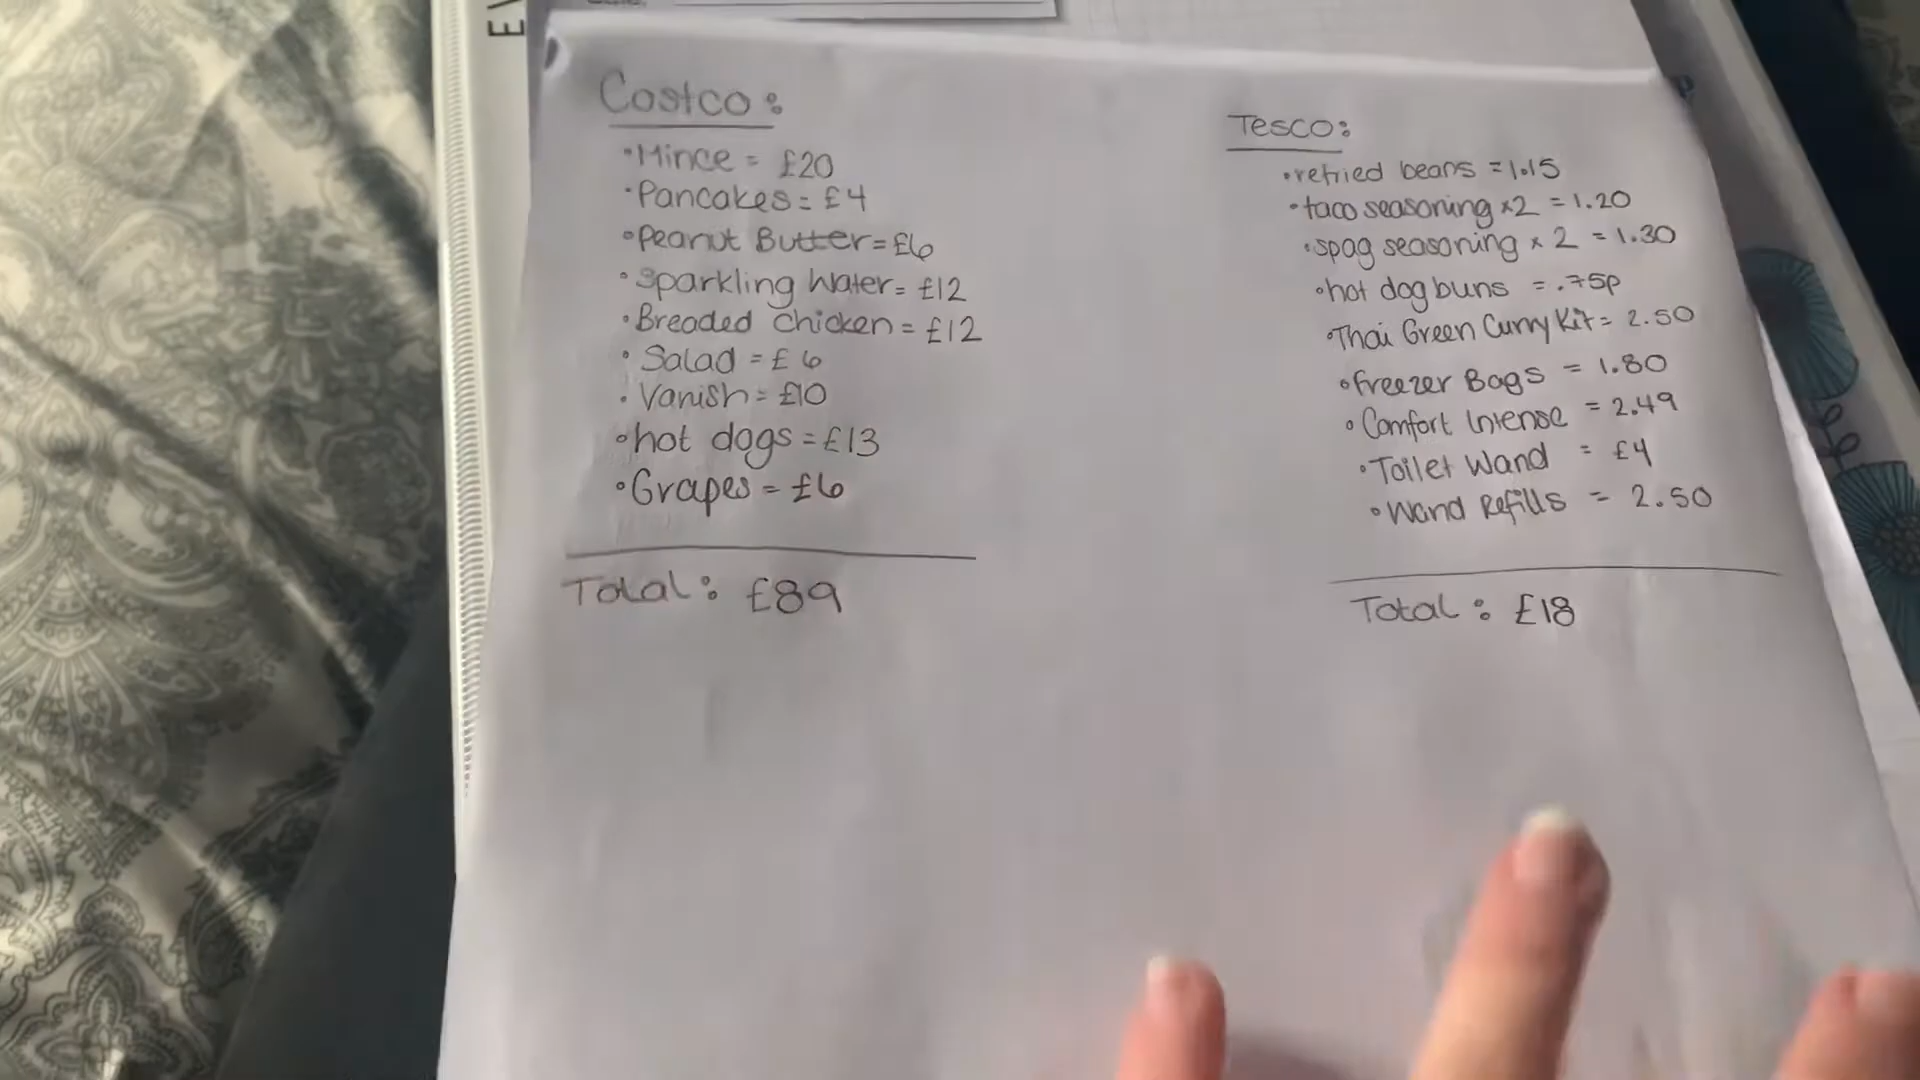 Costco:
•Mince = £20
•Pancakes = £4
•Peanut Butter = £6
•Sparkling Water = £12
•Breaded Chicken = £12
•Salad = £6
•Vanish = £10
•hot dogs = £13
•Grapes = £6
Total: £89
Tesco:
•refried beans = 1.15
•taco seasoning x2 = 1.20
•spag seasoning x 2 = 1.30
•hot dog buns = .75p
•Thai Green Curry Kit = 2.50
•freezer Bags = 1.80
•Comfort Intense = 2.49
•Toilet Wand = £4
•Wand Refills = 2.50
Total: £18